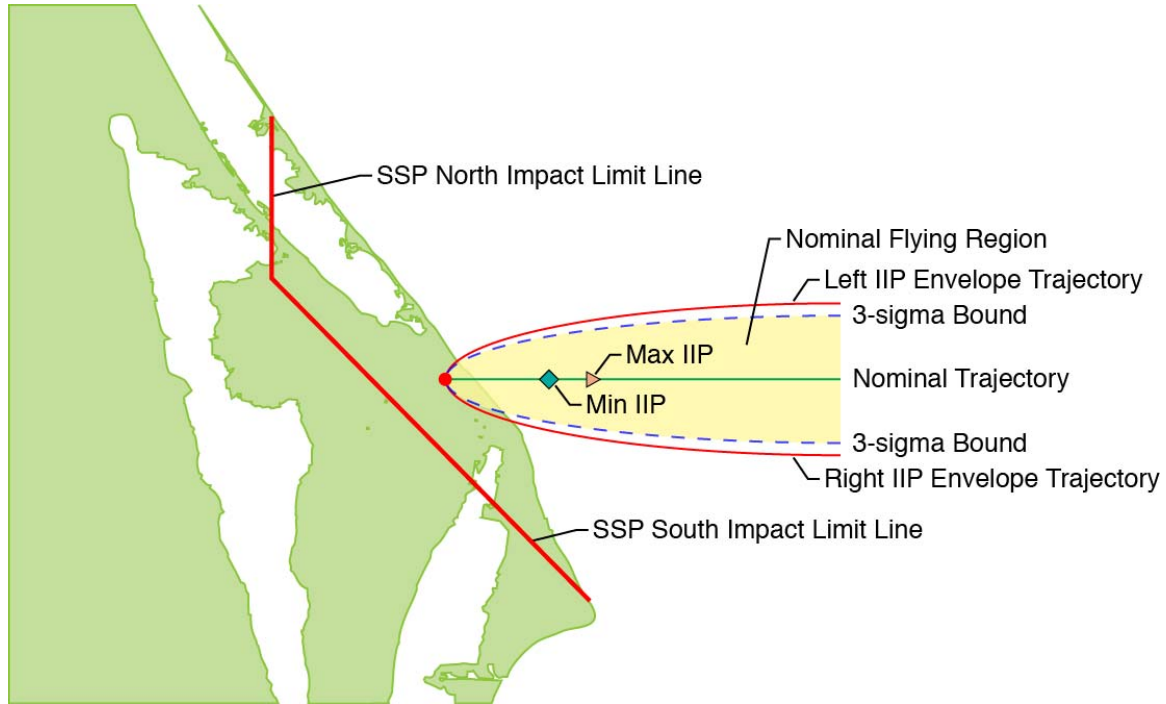 SSP North Impact Limit Line
Nominal Flying Region
Left IIP Envelope Trajectory
3-sigma Bound
Max IIP
Nominal Trajectory
Min IIP
3-sigma Bound
Right IIP Envelope Trajectory
SSP South Impact Limit Line